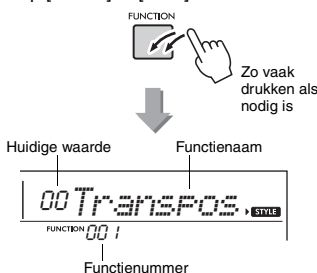 FUNCTION
Zo vaak
drukken als
nodig is
Huidige waarde Functienaam
00 Transpos STYLE
FUNCTION 001
Functienummer